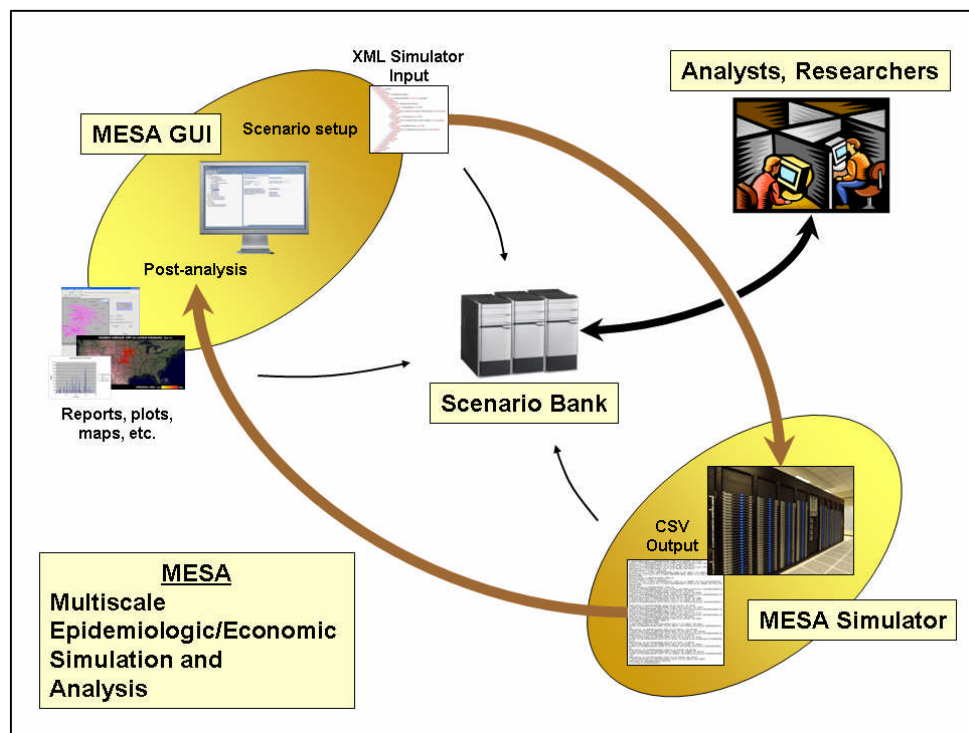 XML Simulator
Input
Analysts, Researchers
MESA GUI
Scenario setup
Post-analysis
Reports, plots,
maps, etc.
Scenario Bank
CSV
Output
MESA Simulator
MESA
Multiscale
Epidemiologic/Economic
Simulation and
Analysis